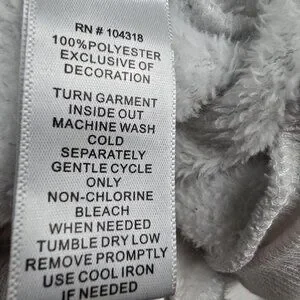 RN # 104318
100%POLYESTER
EXCLUSIVE OF
DECORATION
TURN GARMENT
INSIDE OUT
MACHINE WASH
COLD
SEPARATELY
GENTLE CYCLE
ONLY
NON-CHLORINE
BLEACH
WHEN NEEDED
TUMBLE DRY LOW
REMOVE PROMPTLY
USE COOL IRON
IF NEEDED